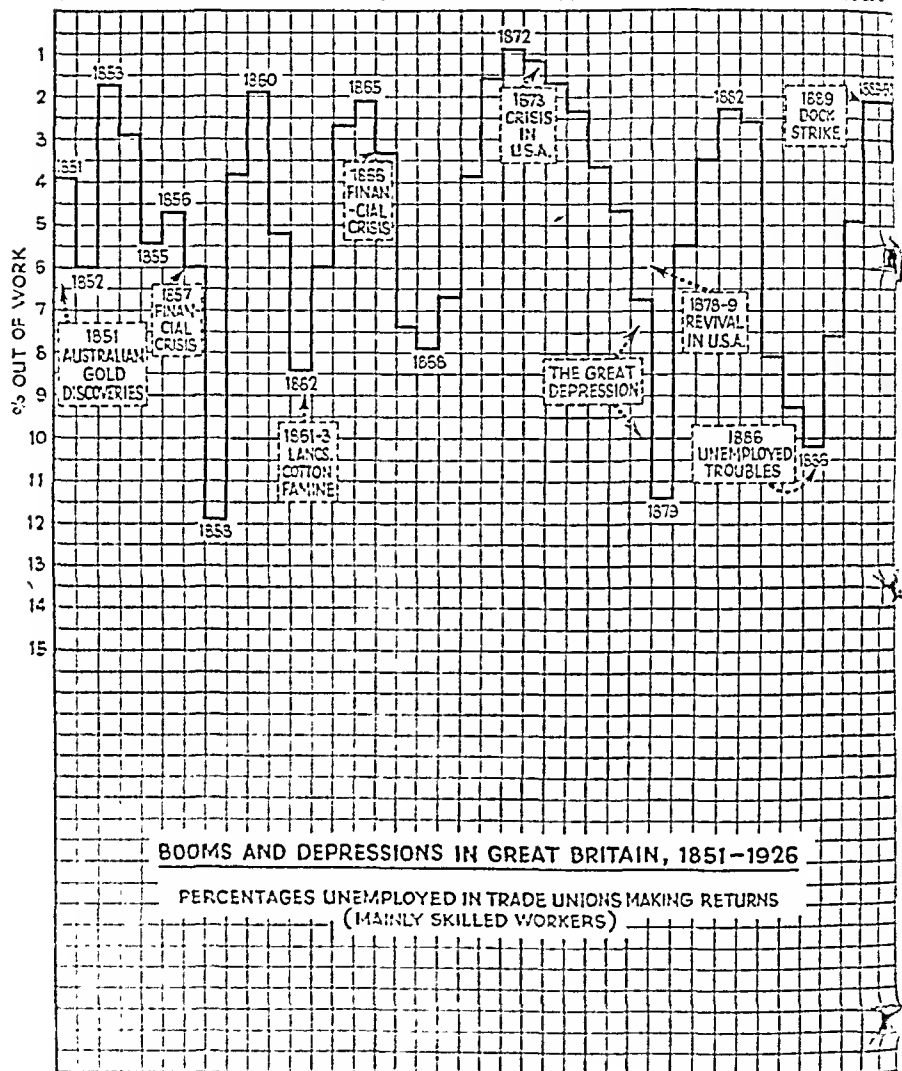 1872
1
1853
1860
2
1865
1882
1889
DOCK
STRIKE
1873
CRISIS
IN
U.S.A.
3
1851
4
1866
FINAN-
-CIAL
CRISIS
1856
5
1855
6
1852
1857
FINAN-
CIAL
CRISIS
1878-9
REVIVAL
IN U.S.A.
7
1851
AUSTRALIAN
GOLD
DISCOVERIES
8
1868
THE GREAT
DEPRESSION
1862
9
% OUT OF WORK
10
1861-3
LANCS.
COTTON
FAMINE
1886
UNEMPLOYED
TROUBLES
1886
11
1879
12
1858
13
14
15
BOOMS AND DEPRESSIONS IN GREAT BRITAIN, 1851-1926
PERCENTAGES UNEMPLOYED IN TRADE UNIONS MAKING RETURNS
(MAINLY SKILLED WORKERS)